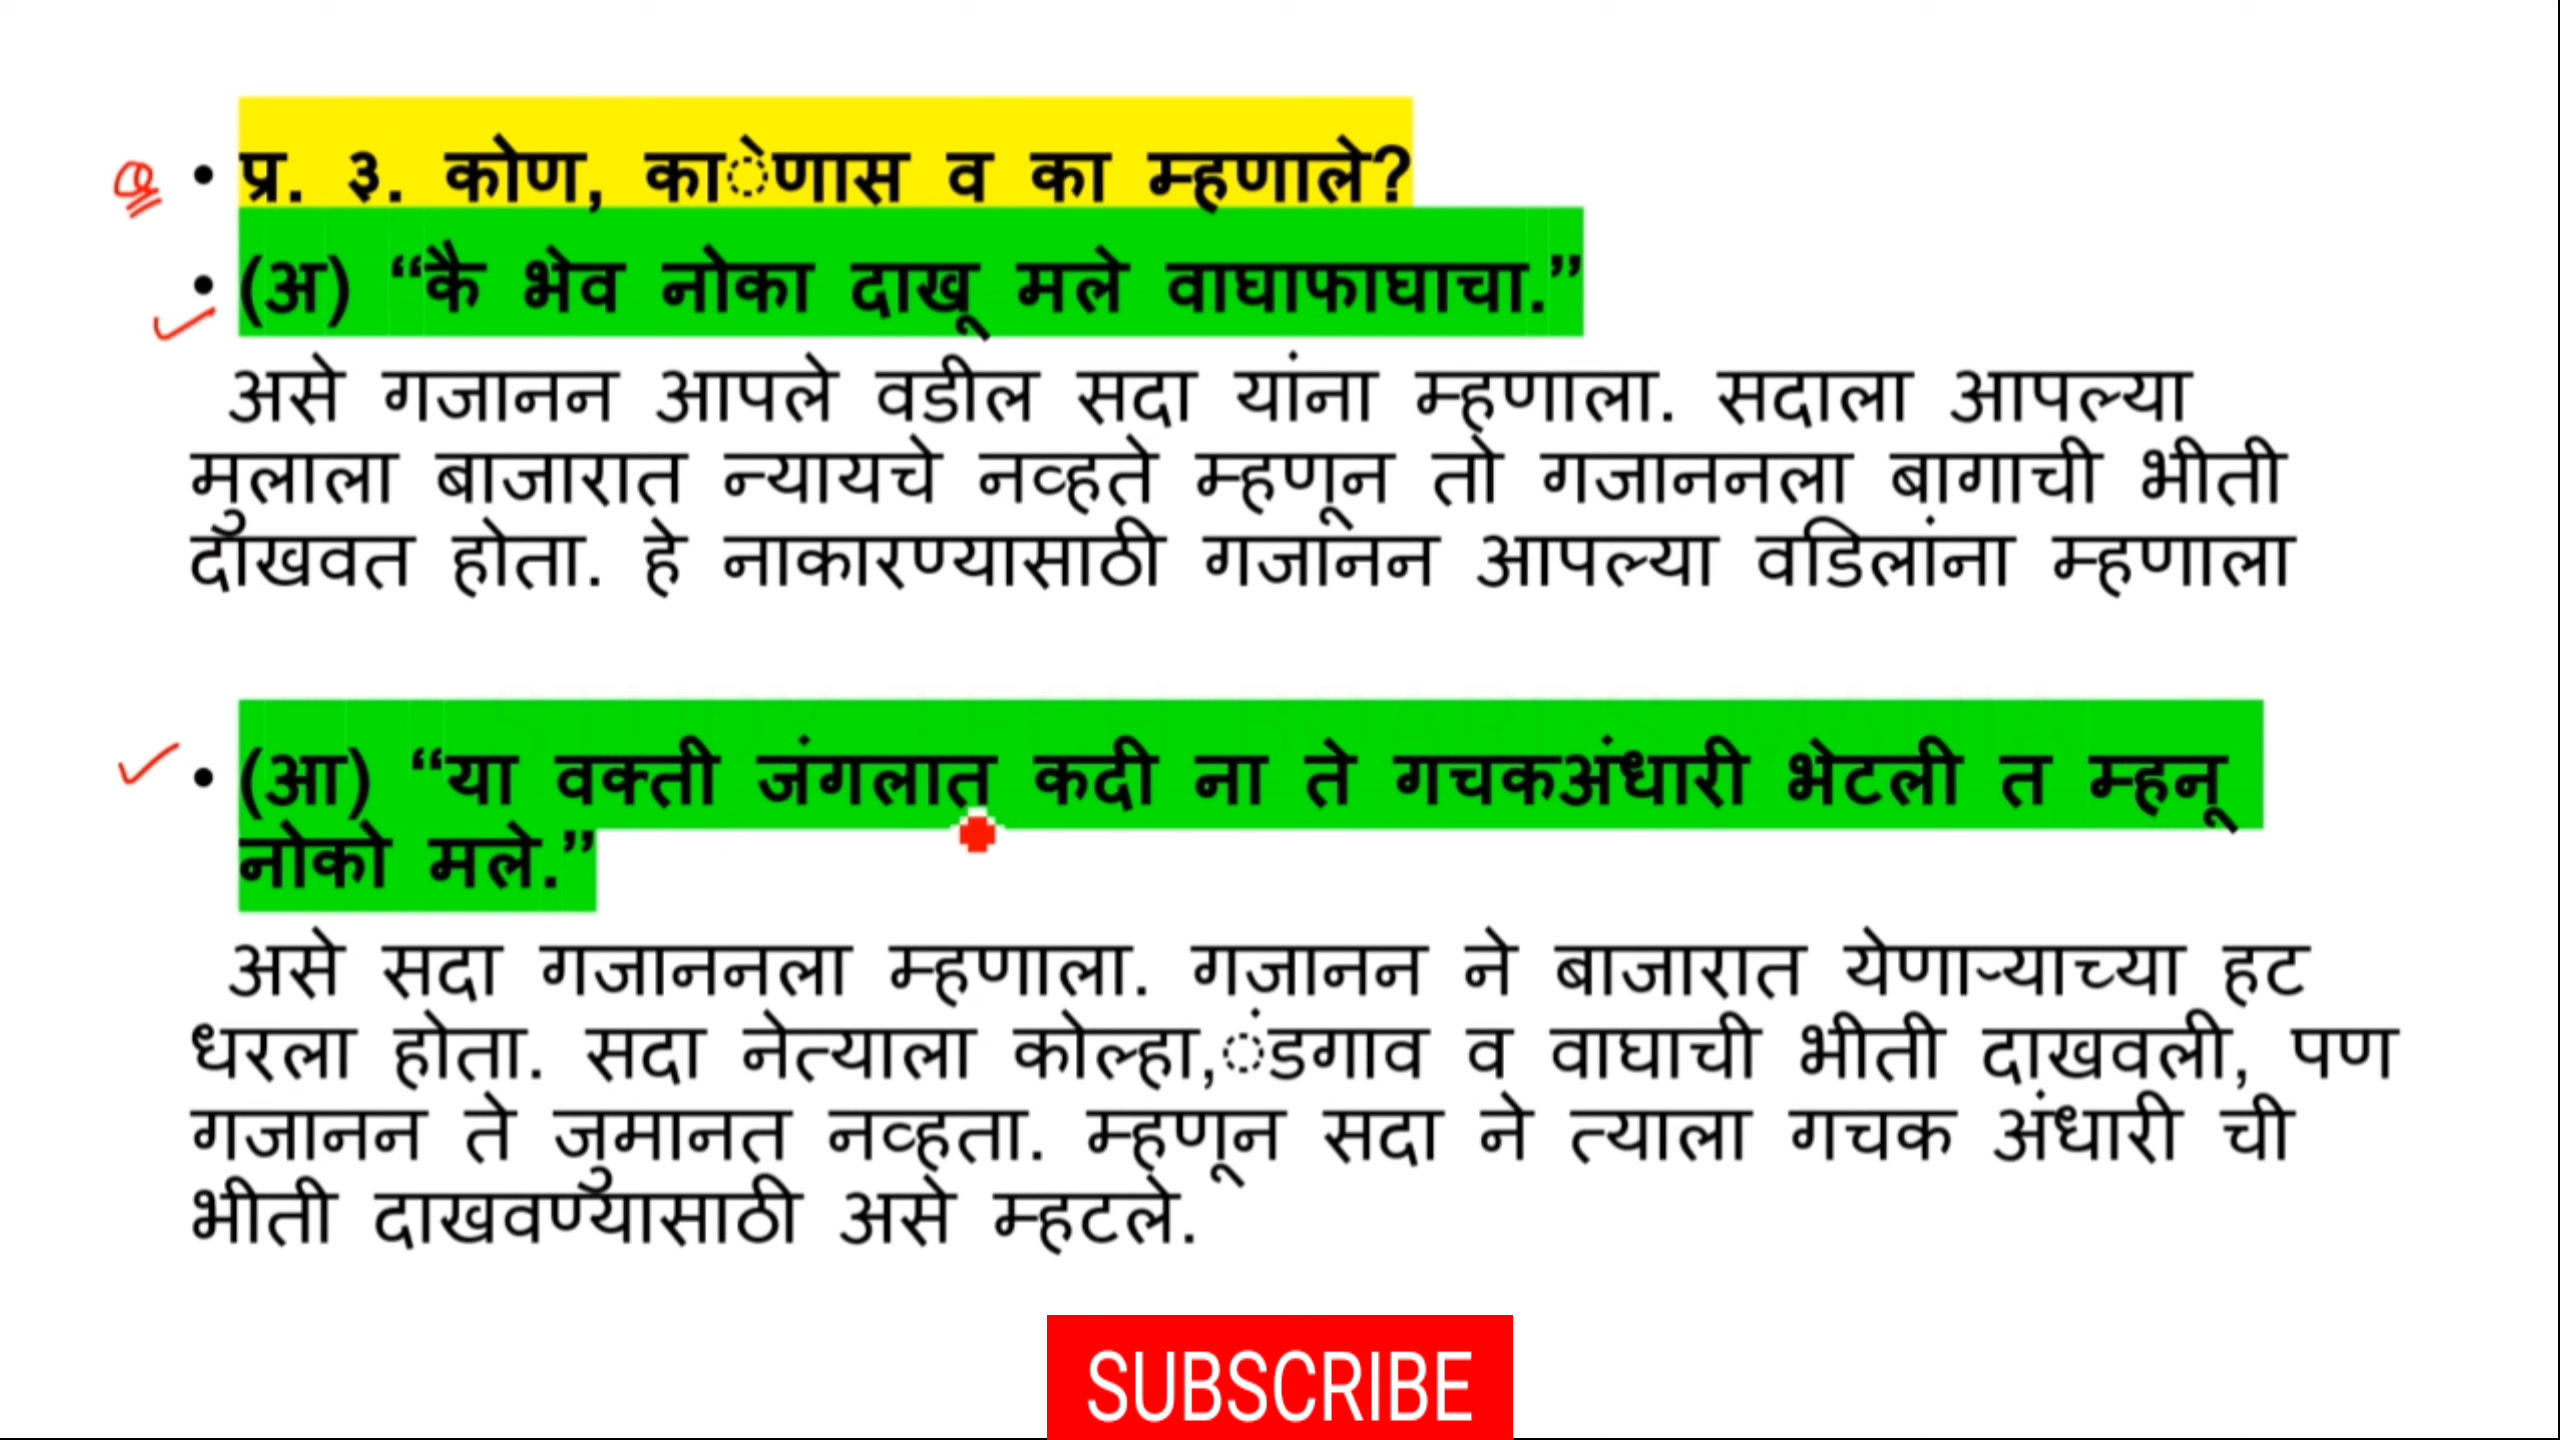 • प्र. ३. कोण, काेणास व का म्हणाले?
• (अ) “कै भेव नोका दाखू मले वाघाफाघाचा.”
असे गजानन आपले वडील सदा यांना म्हणाला. सदाला आपल्या
मुलाला बाजारात न्यायचे नव्हते म्हणून तो गजाननला बागाची भीती
दाखवत होता. हे नाकारण्यासाठी गजानन आपल्या वडिलांना म्हणाला
• (आ) “या वक्ती जंगलात कदी ना ते गचकअंधारी भेटली त म्हनू
नोको मले.”
असे सदा गजाननला म्हणाला. गजानन ने बाजारात येणाऱ्याच्या हट
धरला होता. सदा नेत्याला कोल्हा,ंडगाव व वाघाची भीती दाखवली, पण
गजानन ते जुमानत नव्हता. म्हणून सदा ने त्याला गचक अंधारी ची
भीती दाखवण्यासाठी असे म्हटले.
SUBSCRIBE